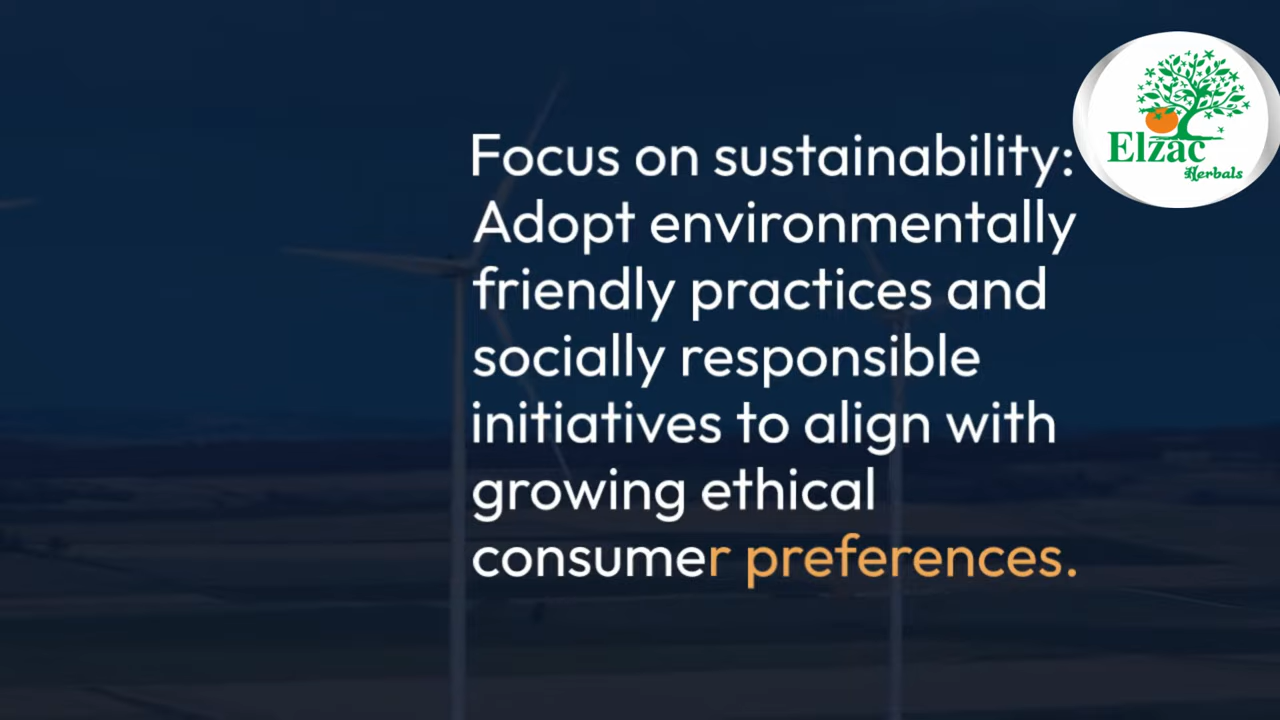 Focus on sustainability:
Adopt environmentally
friendly practices and
socially responsible
initiatives to align with
growing ethical
consumer preferences.
Elzac
Herbals